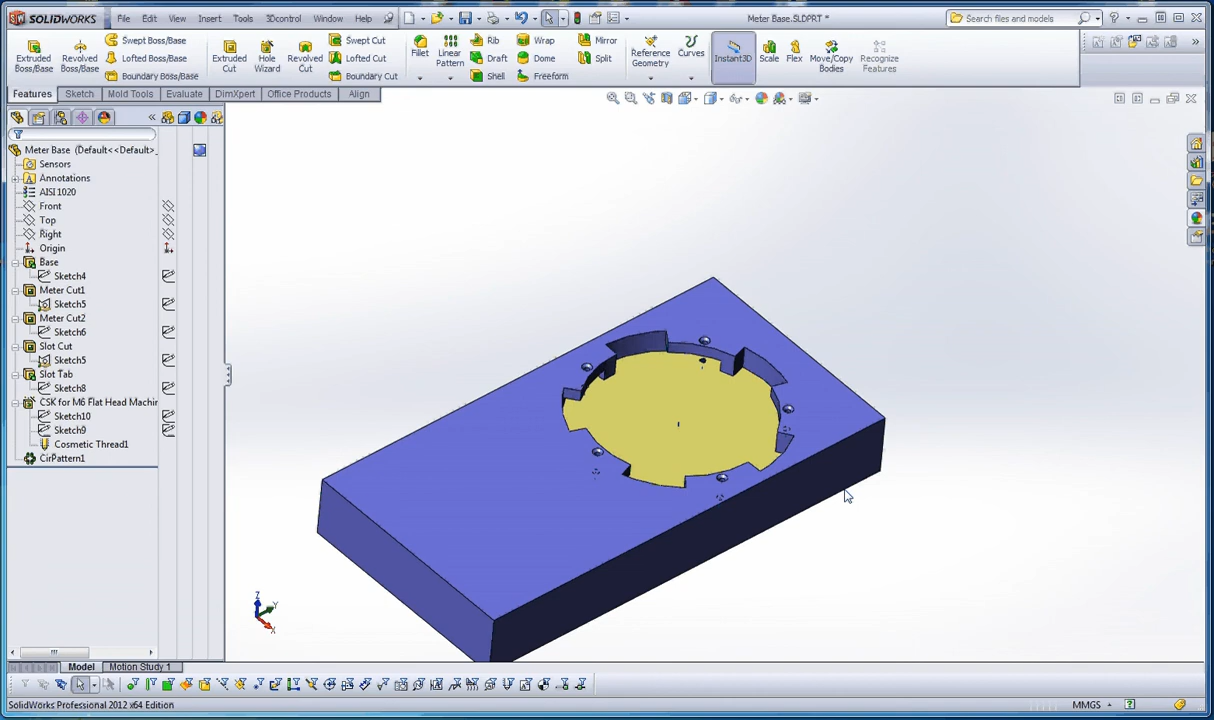 SOLIDWORKS File Edit View Insert Tools 3Dcontrol Window Help Meter Base.SLDPRT * Search files and models
Extruded Boss/Base
Revolved Boss/Base
Swept Boss/Base
Lofted Boss/Base
Boundary Boss/Base
Extruded Cut
Hole Wizard
Revolved Cut
Swept Cut
Lofted Cut
Boundary Cut
Fillet
Linear Pattern
Rib
Draft
Shell
Wrap
Dome
Freeform
Mirror
Split
Reference Geometry
Curves
Instant3D
Scale
Flex
Move/Copy Bodies
Recognize Features
Features Sketch Mold Tools Evaluate DimXpert Office Products Align
Meter Base (Default<<Default>_
Sensors
Annotations
AISI 1020
Front
Top
Right
Origin
Base
Sketch4
Meter Cut1
Sketch5
Meter Cut2
Sketch6
Slot Cut
Sketch5
Slot Tab
Sketch8
CSK for M6 Flat Head Machin
Sketch10
Sketch9
Cosmetic Thread1
CirPattern1
Z
Y
X
Model Motion Study 1
SolidWorks Professional 2012 x64 Edition MMGS